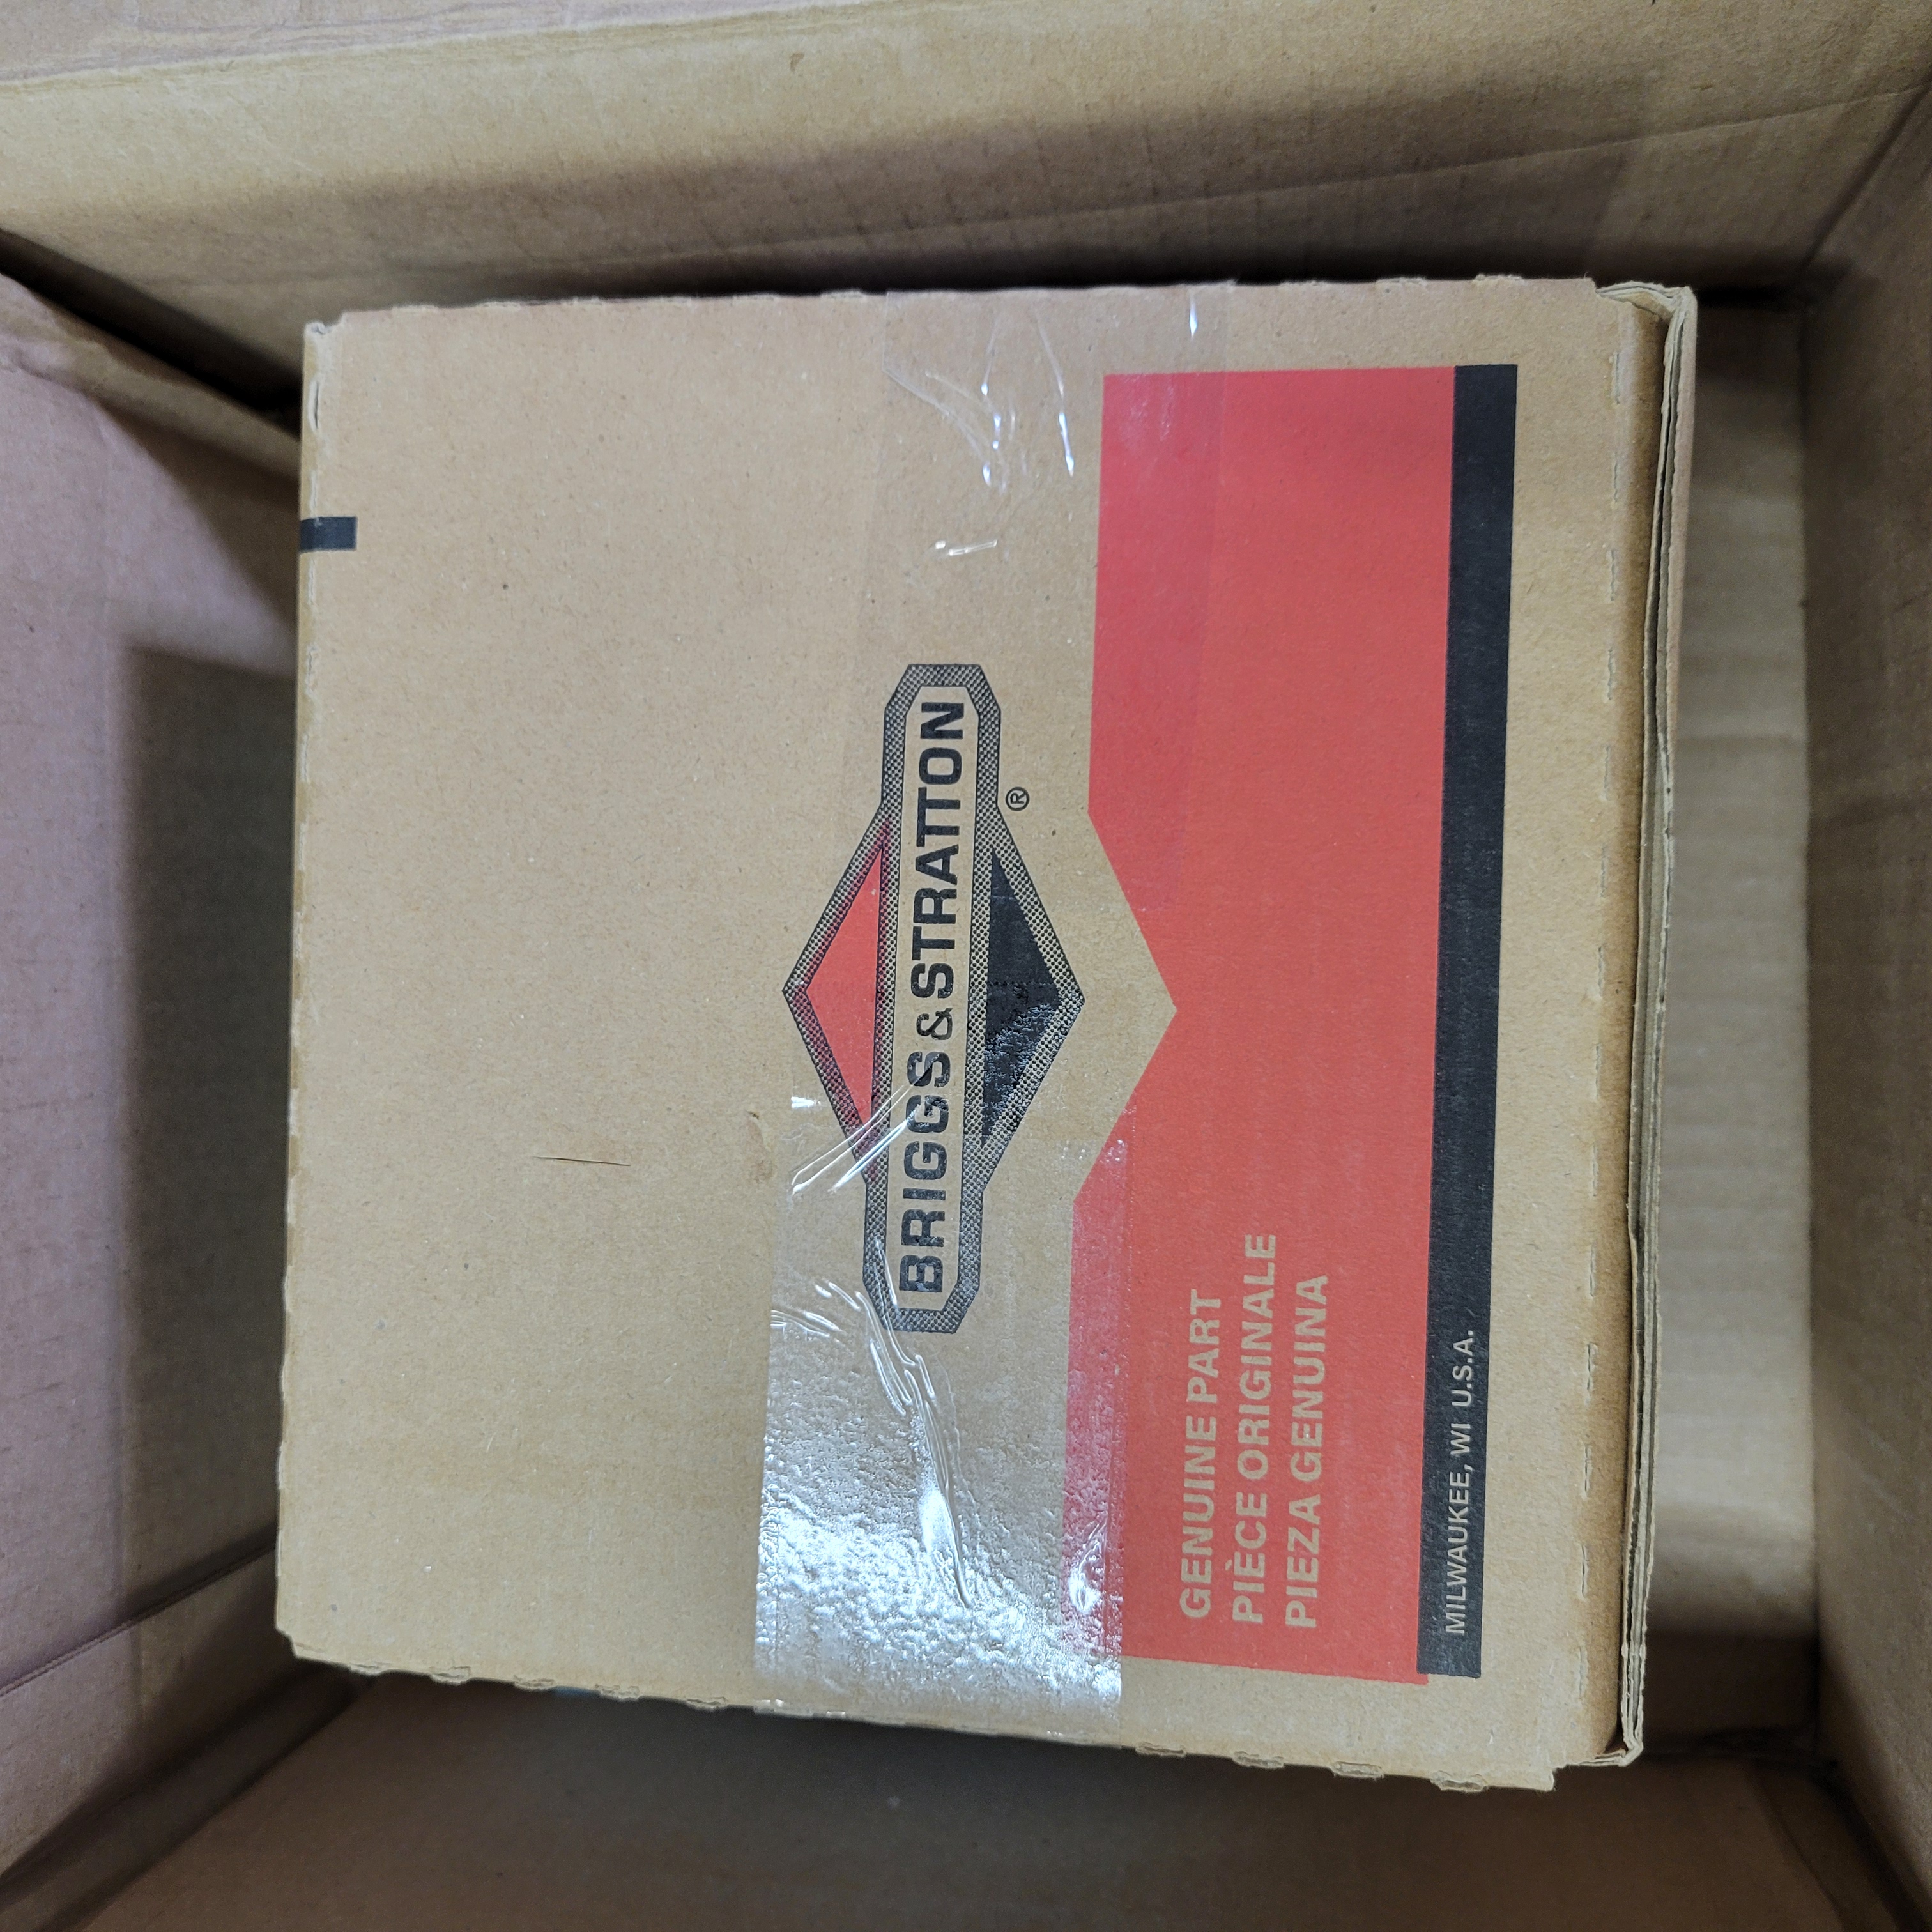 BRIGGS & STRATTON
®
GENUINE PART
PIÈCE ORIGINALE
PIEZA GENUINA
MILWAUKEE, WI U.S.A.